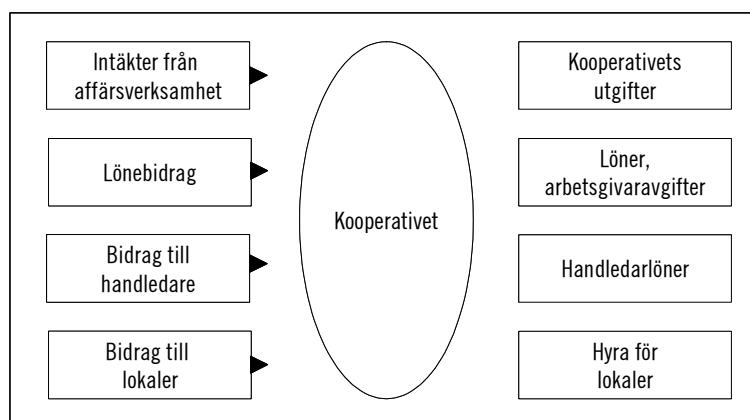 Intäkter från
affärsverksamhet
Lönebidrag
Bidrag till
handledare
Bidrag till
lokaler
Kooperativet
Kooperativets
utgifter
Löner,
arbetsgivaravgifter
Handledarlöner
Hyra för
lokaler